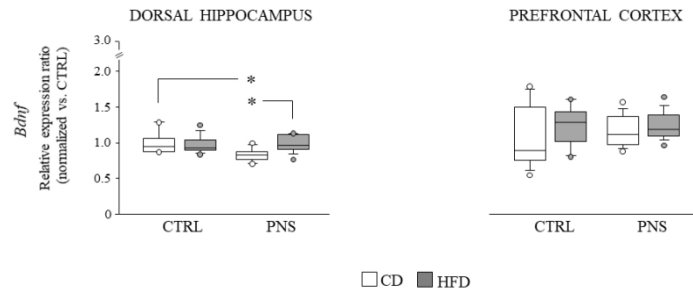 DORSAL HIPPOCAMPUS
PREFRONTAL CORTEX
Bdnf
Relative expression ratio
(normalized vs. CTRL)
3.0
2.0
1.5
1.0
0.5
0
*
*
CTRL
PNS
CTRL
PNS
CD
HFD